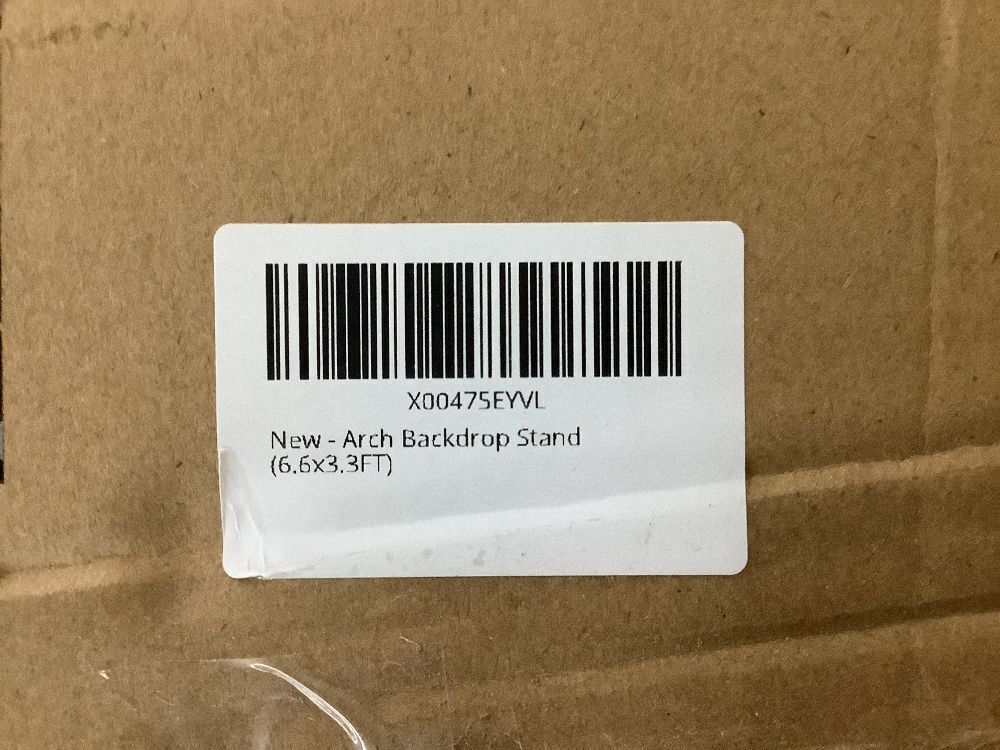 X00475EYVL
New - Arch Backdrop Stand
(6.6x3.3FT)